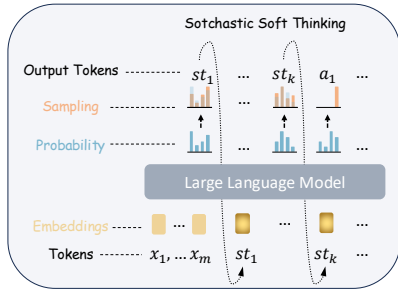 Sotchastic Soft Thinking
Output Tokens st₁ ... stₖ a₁ ...
Sampling ... ...
Probability ... ...
Large Language Model
Embeddings ... ... ...
Tokens x₁, ... xₘ st₁ ... stₖ ...